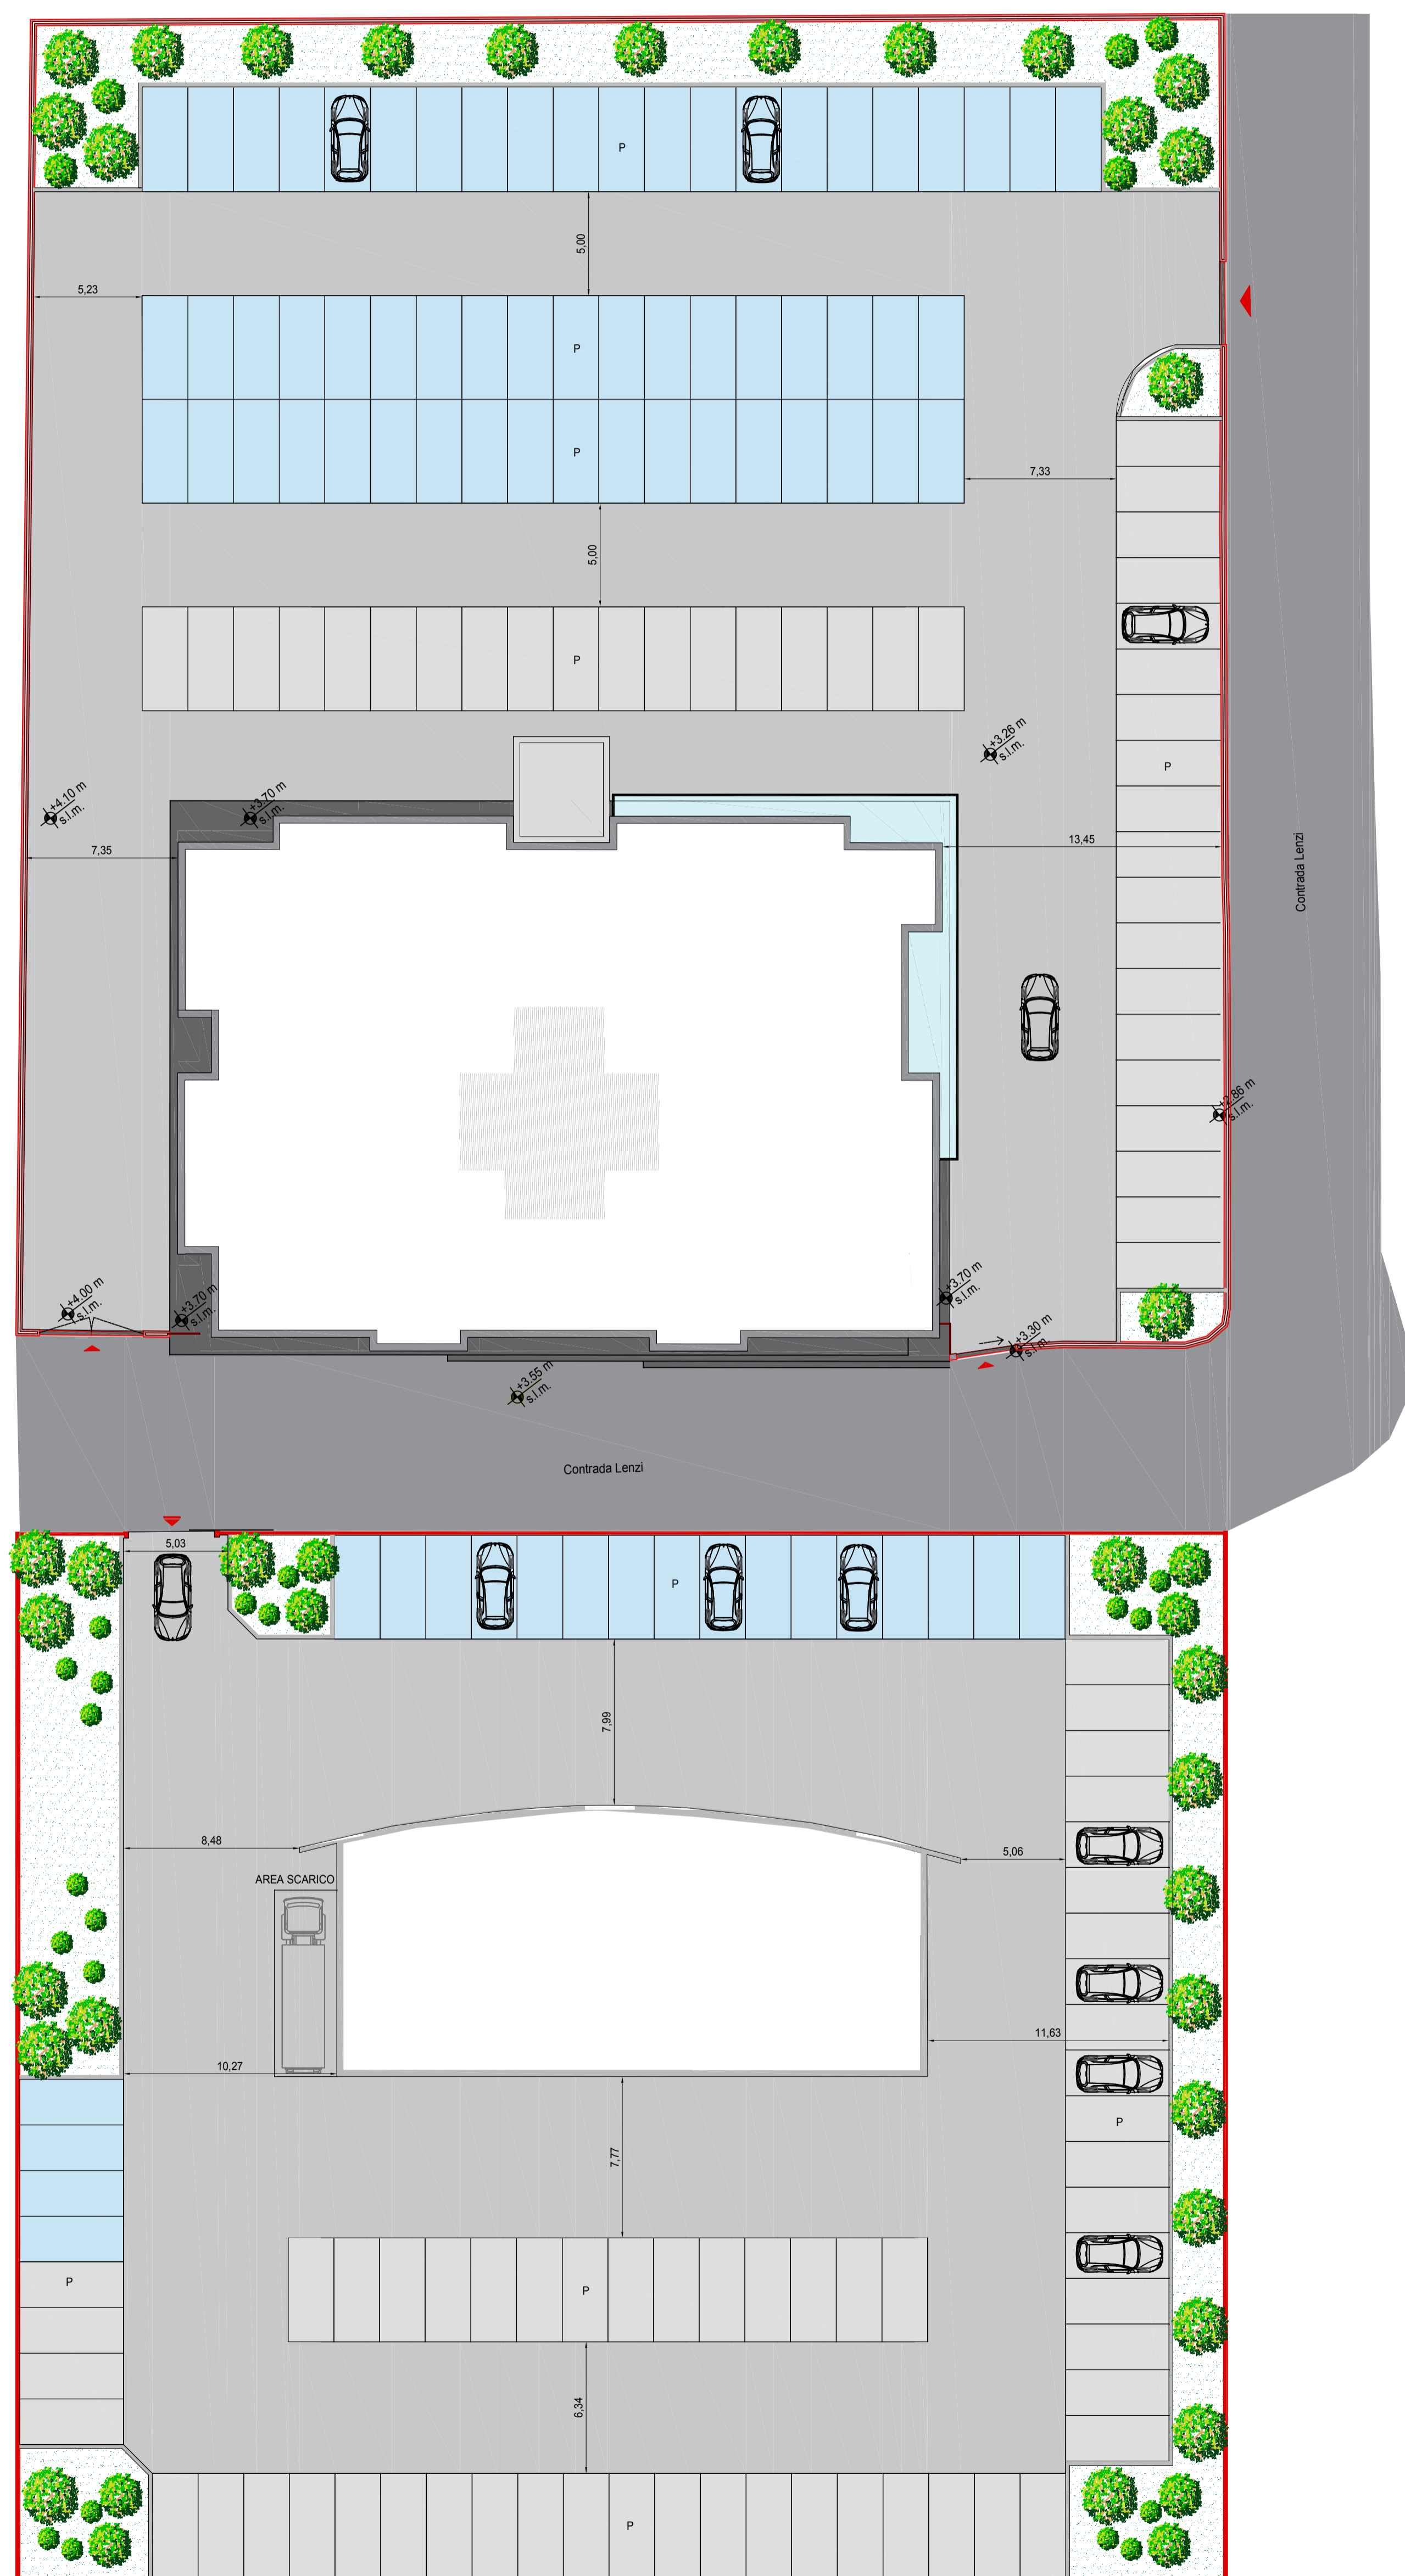 P
5,00
5,23
P
P
7,33
5,00
P
+3.26 m
s.l.m.
P
+4.10 m
s.l.m.
+3.70 m
s.l.m.
7,35
13,45
Contrada Lenzi
+2.86 m
s.l.m.
+4.00 m
s.l.m.
+3.70 m
s.l.m.
+3.70 m
s.l.m.
+3.30 m
s.l.m.
+3.55 m
s.l.m.
Contrada Lenzi
5,03
P
7,99
8,48
5,06
AREA SCARICO
11,63
10,27
P
7,77
P
P
6,34
P